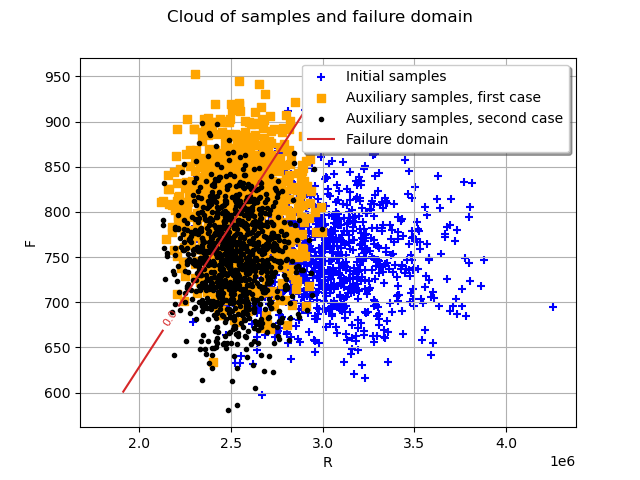 Cloud of samples and failure domain
Initial samples
Auxiliary samples, first case
Auxiliary samples, second case
Failure domain
950
900
850
800
750
700
650
600
F
2.0
2.5
3.0
3.5
4.0
1e6
R